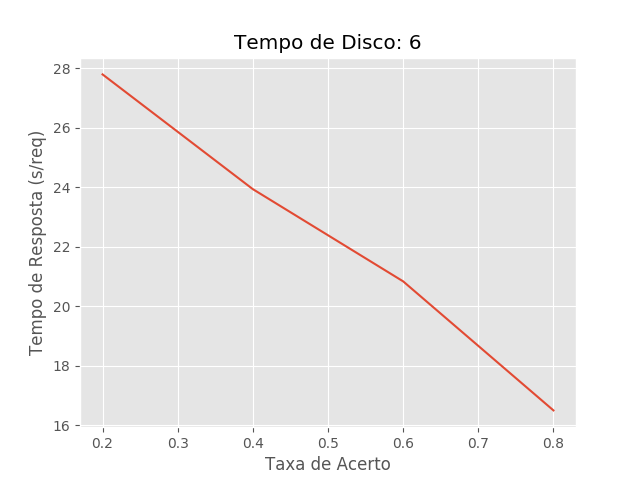 Tempo de Disco: 6
28
26
24
22
20
18
16
Tempo de Resposta (s/req)
0.2 0.3 0.4 0.5 0.6 0.7 0.8
Taxa de Acerto